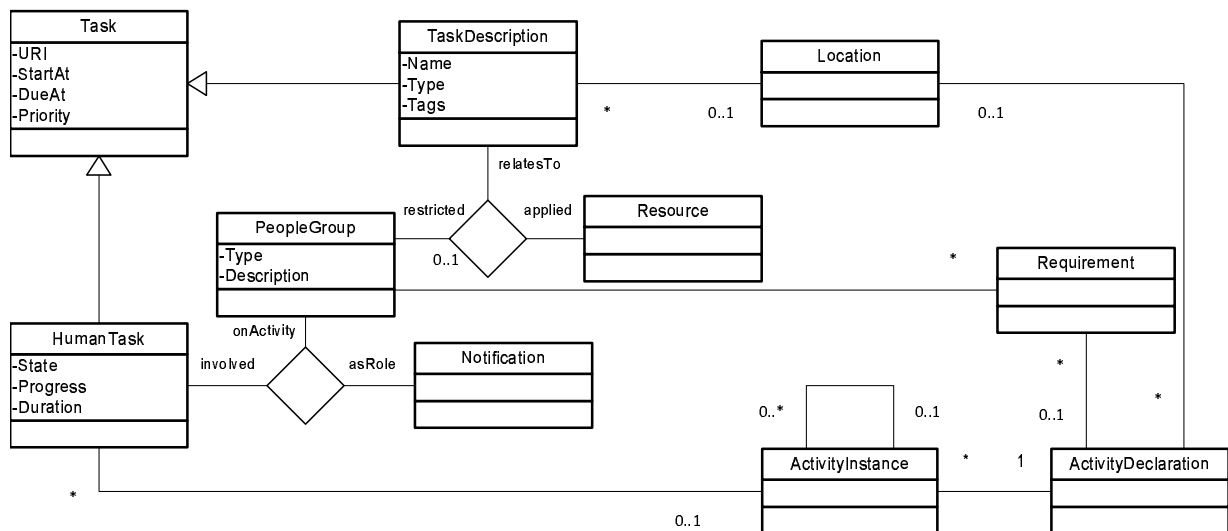 Task
-URI
-StartAt
-DueAt
-Priority
TaskDescription
-Name
-Type
-Tags
Location
*
0..1
0..1
relatesTo
restricted
applied
0..1
Resource
PeopleGroup
-Type
-Description
*
Requirement
onActivity
involved
asRole
HumanTask
-State
-Progress
-Duration
Notification
*
0..1
*
0..*
0..1
ActivityInstance
*
1
ActivityDeclaration
*
0..1